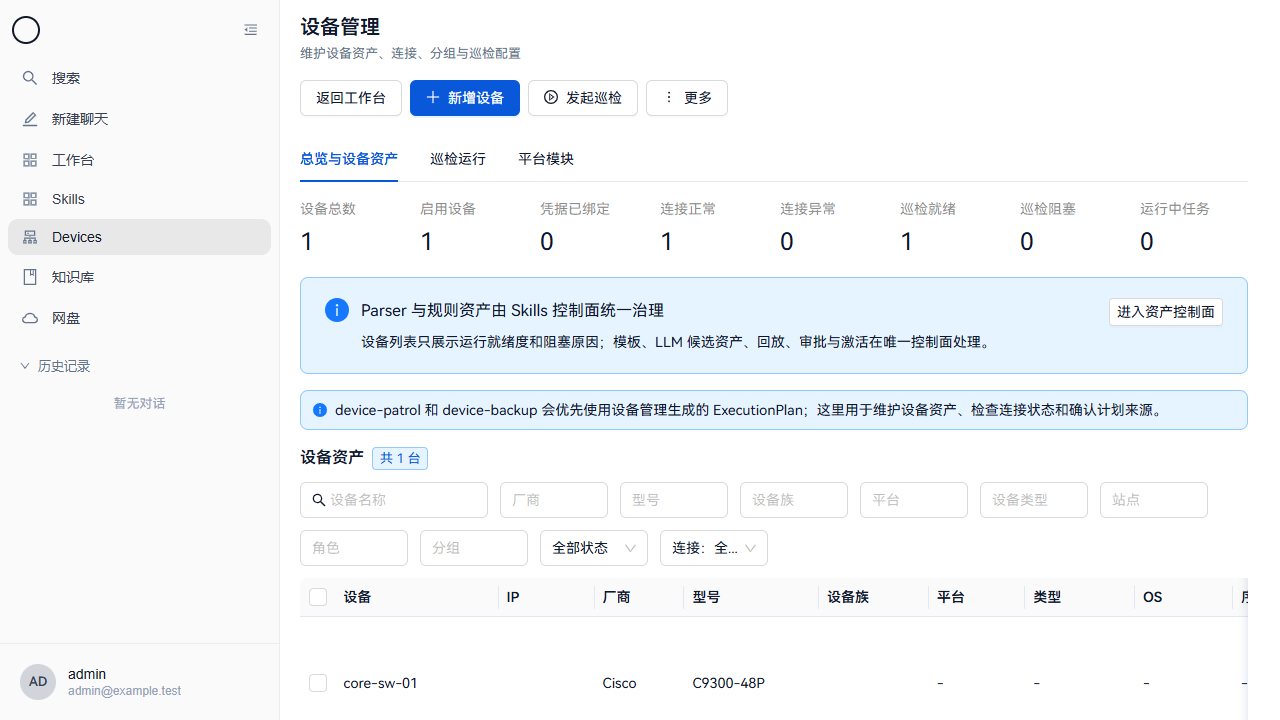 设备管理
维护设备资产、连接、分组与巡检配置
搜索
新建聊天
工作台
Skills
Devices
知识库
网盘
历史记录
暂无对话
AD
admin
admin@example.test
返回工作台
新增设备
发起巡检
更多
总览与设备资产
巡检运行
平台模块
设备总数
启用设备
凭据已绑定
连接正常
连接异常
巡检就绪
巡检阻塞
运行中任务
1
1
0
1
0
1
0
0
Parser 与规则资产由 Skills 控制面统一治理
进入资产控制面
设备列表只展示运行就绪度和阻塞原因；模板、LLM 候选资产、回放、审批与激活在唯一控制面处理。
device-patrol 和 device-backup 会优先使用设备管理生成的 ExecutionPlan；这里用于维护设备资产、检查连接状态和确认计划来源。
设备资产
共 1 台
设备名称
厂商
型号
设备族
平台
设备类型
站点
角色
分组
全部状态
连接：全...
设备
IP
厂商
型号
设备族
平台
类型
OS
core-sw-01
Cisco
C9300-48P
-
-
-
-